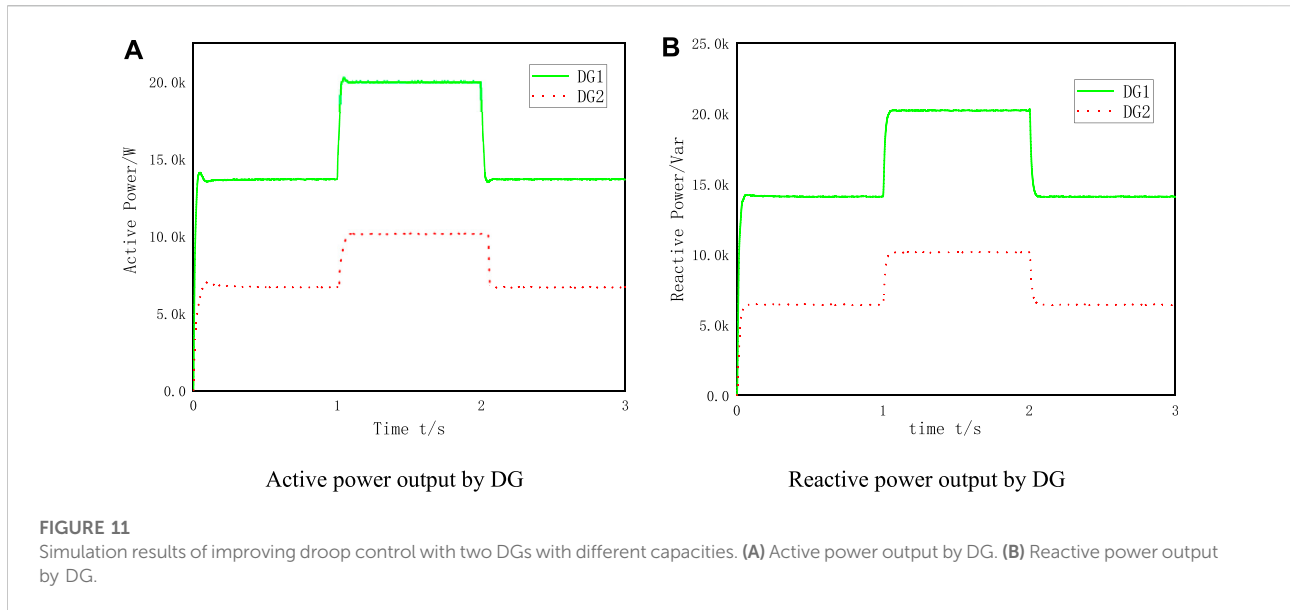 A
20.0k
15.0k
10.0k
5.0k
0.0
Active Power/W
DG1
DG2
0 1 2 3
Time t/s
Active power output by DG
B
25.0k
20.0k
15.0k
10.0k
5.0k
0.0
Reactive Power/Var
DG1
DG2
0 1 2 3
time t/s
Reactive power output by DG
FIGURE 11
Simulation results of improving droop control with two DGs with different capacities. (A) Active power output by DG. (B) Reactive power output
by DG.